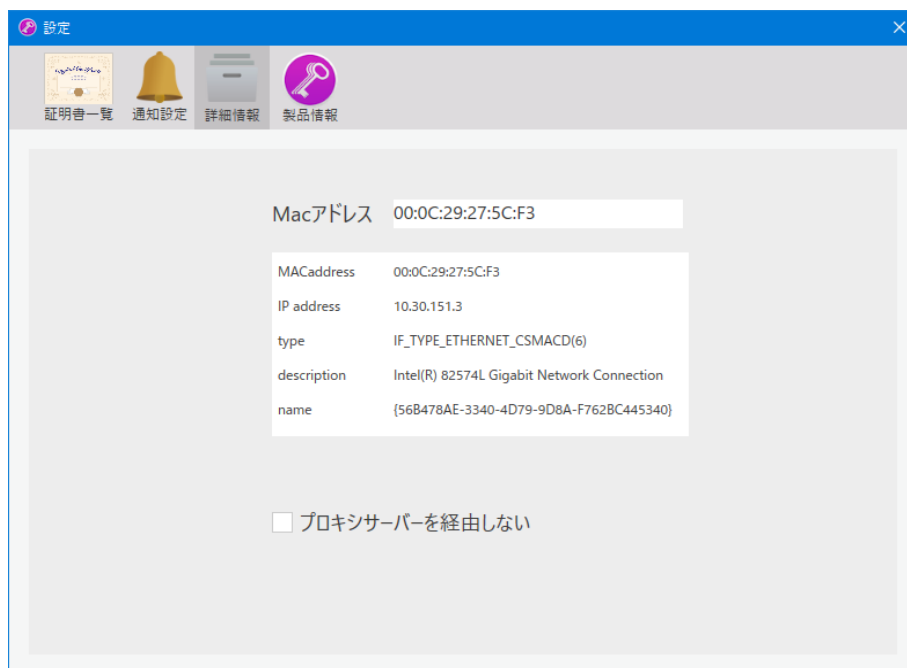 設定
証明書一覧 通知設定 詳細情報 製品情報
Macアドレス 00:0C:29:27:5C:F3
MACaddress 00:0C:29:27:5C:F3
IP address 10.30.151.3
type IF_TYPE_ETHERNET_CSMACD(6)
description Intel(R) 82574L Gigabit Network Connection
name {56B478AE-3340-4D79-9D8A-F762BC445340}
プロキシサーバーを経由しない